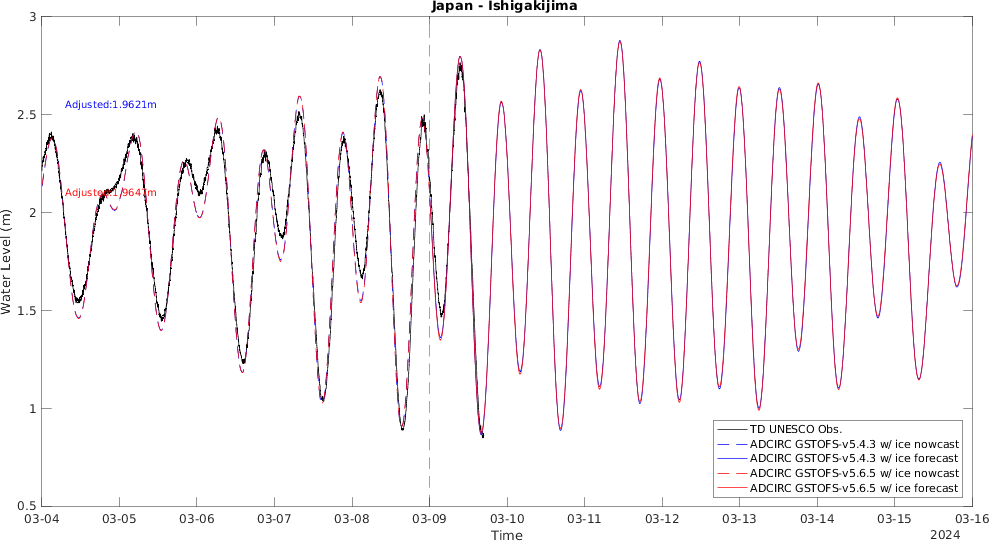 Japan - Ishigakijima
Water Level (m)
3
2.5
2
1.5
1
0.5
Adjusted:1.9621m
Adjusted:1.9647m
TD UNESCO Obs.
ADCIRC GSTOFS-v5.4.3 w/ ice nowcast
ADCIRC GSTOFS-v5.4.3 w/ ice forecast
ADCIRC GSTOFS-v5.6.5 w/ ice nowcast
ADCIRC GSTOFS-v5.6.5 w/ ice forecast
03-04 03-05 03-06 03-07 03-08 03-09 03-10 03-11 03-12 03-13 03-14 03-15 03-16
Time
2024